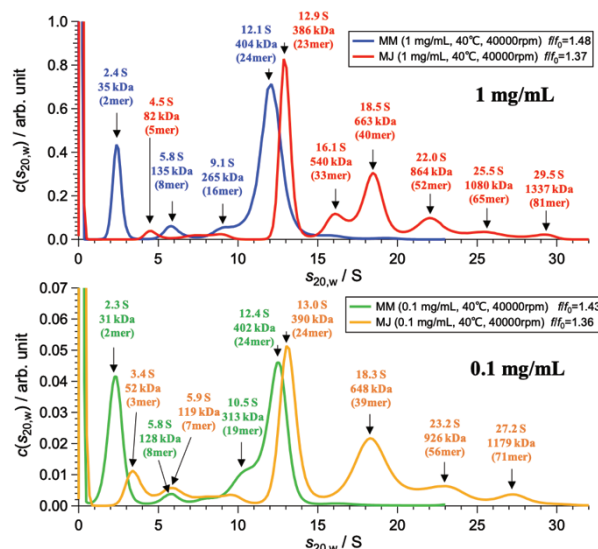 12.1 S
404 kDa
(24mer)
12.9 S
386 kDa
(23mer)
MM (1 mg/mL, 40℃, 40000rpm) f/f0=1.48
MJ (1 mg/mL, 40℃, 40000rpm) f/f0=1.37
1 mg/mL
2.4 S
35 kDa
(2mer)
4.5 S
82 kDa
(5mer)
5.8 S
135 kDa
(8mer)
9.1 S
265 kDa
(16mer)
16.1 S
540 kDa
(33mer)
18.5 S
663 kDa
(40mer)
22.0 S
864 kDa
(52mer)
25.5 S
1080 kDa
(65mer)
29.5 S
1337 kDa
(81mer)
c(s20,w) / arb. unit
1.0
0.8
0.6
0.4
0.2
0.0
0 5 10 15 20 25 30
s20,w / S
MM (0.1 mg/mL, 40℃, 40000rpm) f/f0=1.43
MJ (0.1 mg/mL, 40℃, 40000rpm) f/f0=1.36
0.1 mg/mL
2.3 S
31 kDa
(2mer)
3.4 S
52 kDa
(3mer)
5.8 S
128 kDa
(8mer)
5.9 S
119 kDa
(7mer)
10.5 S
313 kDa
(19mer)
12.4 S
402 kDa
(24mer)
13.0 S
390 kDa
(24mer)
18.3 S
648 kDa
(39mer)
23.2 S
926 kDa
(56mer)
27.2 S
1179 kDa
(71mer)
c(s20,w) / arb. unit
0.07
0.06
0.05
0.04
0.03
0.02
0.01
0.00
0 5 10 15 20 25 30
s20,w / S